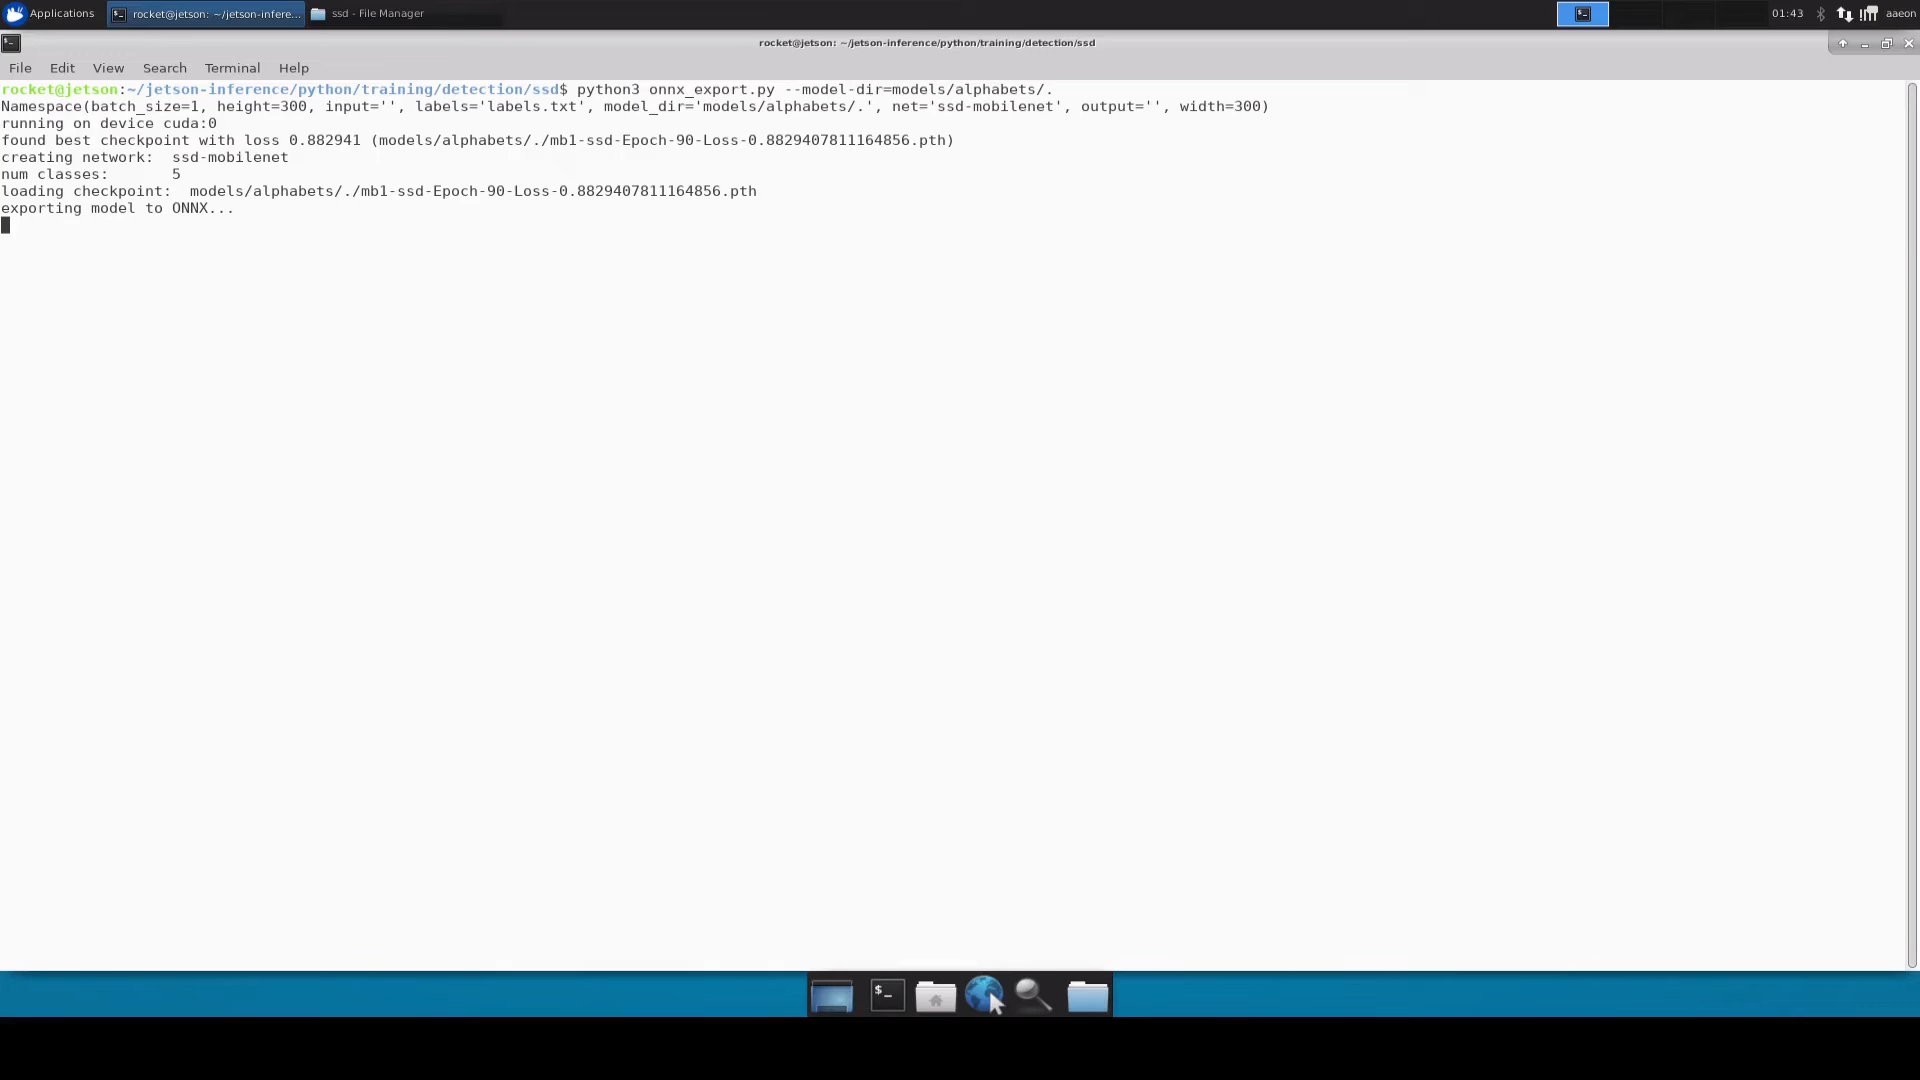 Applications
rocket@jetson: ~/jetson-infere...
ssd - File Manager
01:43
aaeon
rocket@jetson: ~/jetson-inference/python/training/detection/ssd
File Edit View Search Terminal Help
rocket@jetson:~/jetson-inference/python/training/detection/ssd$ python3 onnx_export.py --model-dir=models/alphabets/.
Namespace(batch_size=1, height=300, input='', labels='labels.txt', model_dir='models/alphabets/.', net='ssd-mobilenet', output='', width=300)
running on device cuda:0
found best checkpoint with loss 0.882941 (models/alphabets/./mb1-ssd-Epoch-90-Loss-0.8829407811164856.pth)
creating network:  ssd-mobilenet
num classes:       5
loading checkpoint:  models/alphabets/./mb1-ssd-Epoch-90-Loss-0.8829407811164856.pth
exporting model to ONNX...
$_